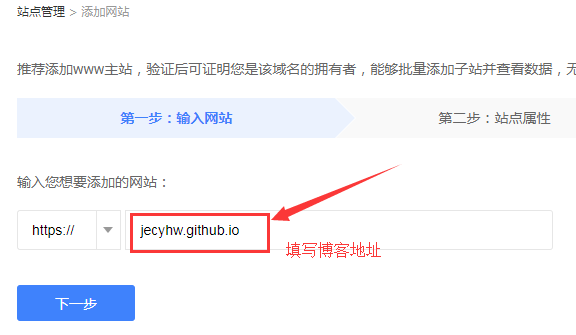 站点管理 > 添加网站
推荐添加www主站，验证后可证明您是该域名的拥有者，能够批量添加子站并查看数据，无
第一步：输入网站
第二步：站点属性
输入您想要添加的网站：
https://
jecyhw.github.io
填写博客地址
下一步